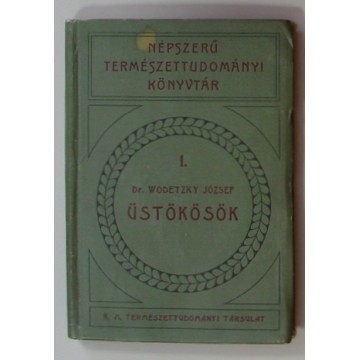 NÉPSZERŰ
TERMÉSZETTUDOMÁNYI
KÖNYVTÁR
I.
Dr. WODETZKY JÓZSEF
ÜSTÖKÖSÖK
K. M. TERMÉSZETTUDOMÁNYI TÁRSULAT